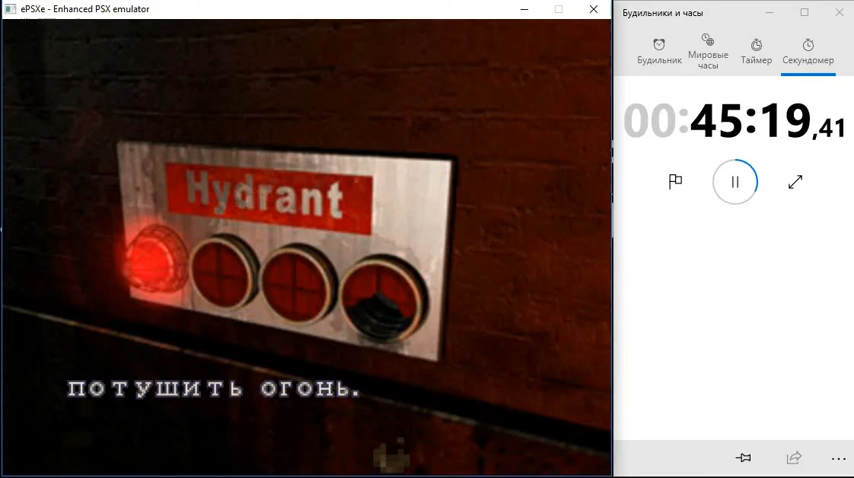 ePSXe - Enhanced PSX emulator
Hydrant
потушить огонь.
Будильники и часы
Будильник
Мировые часы
Таймер
Секундомер
00:45:19,41